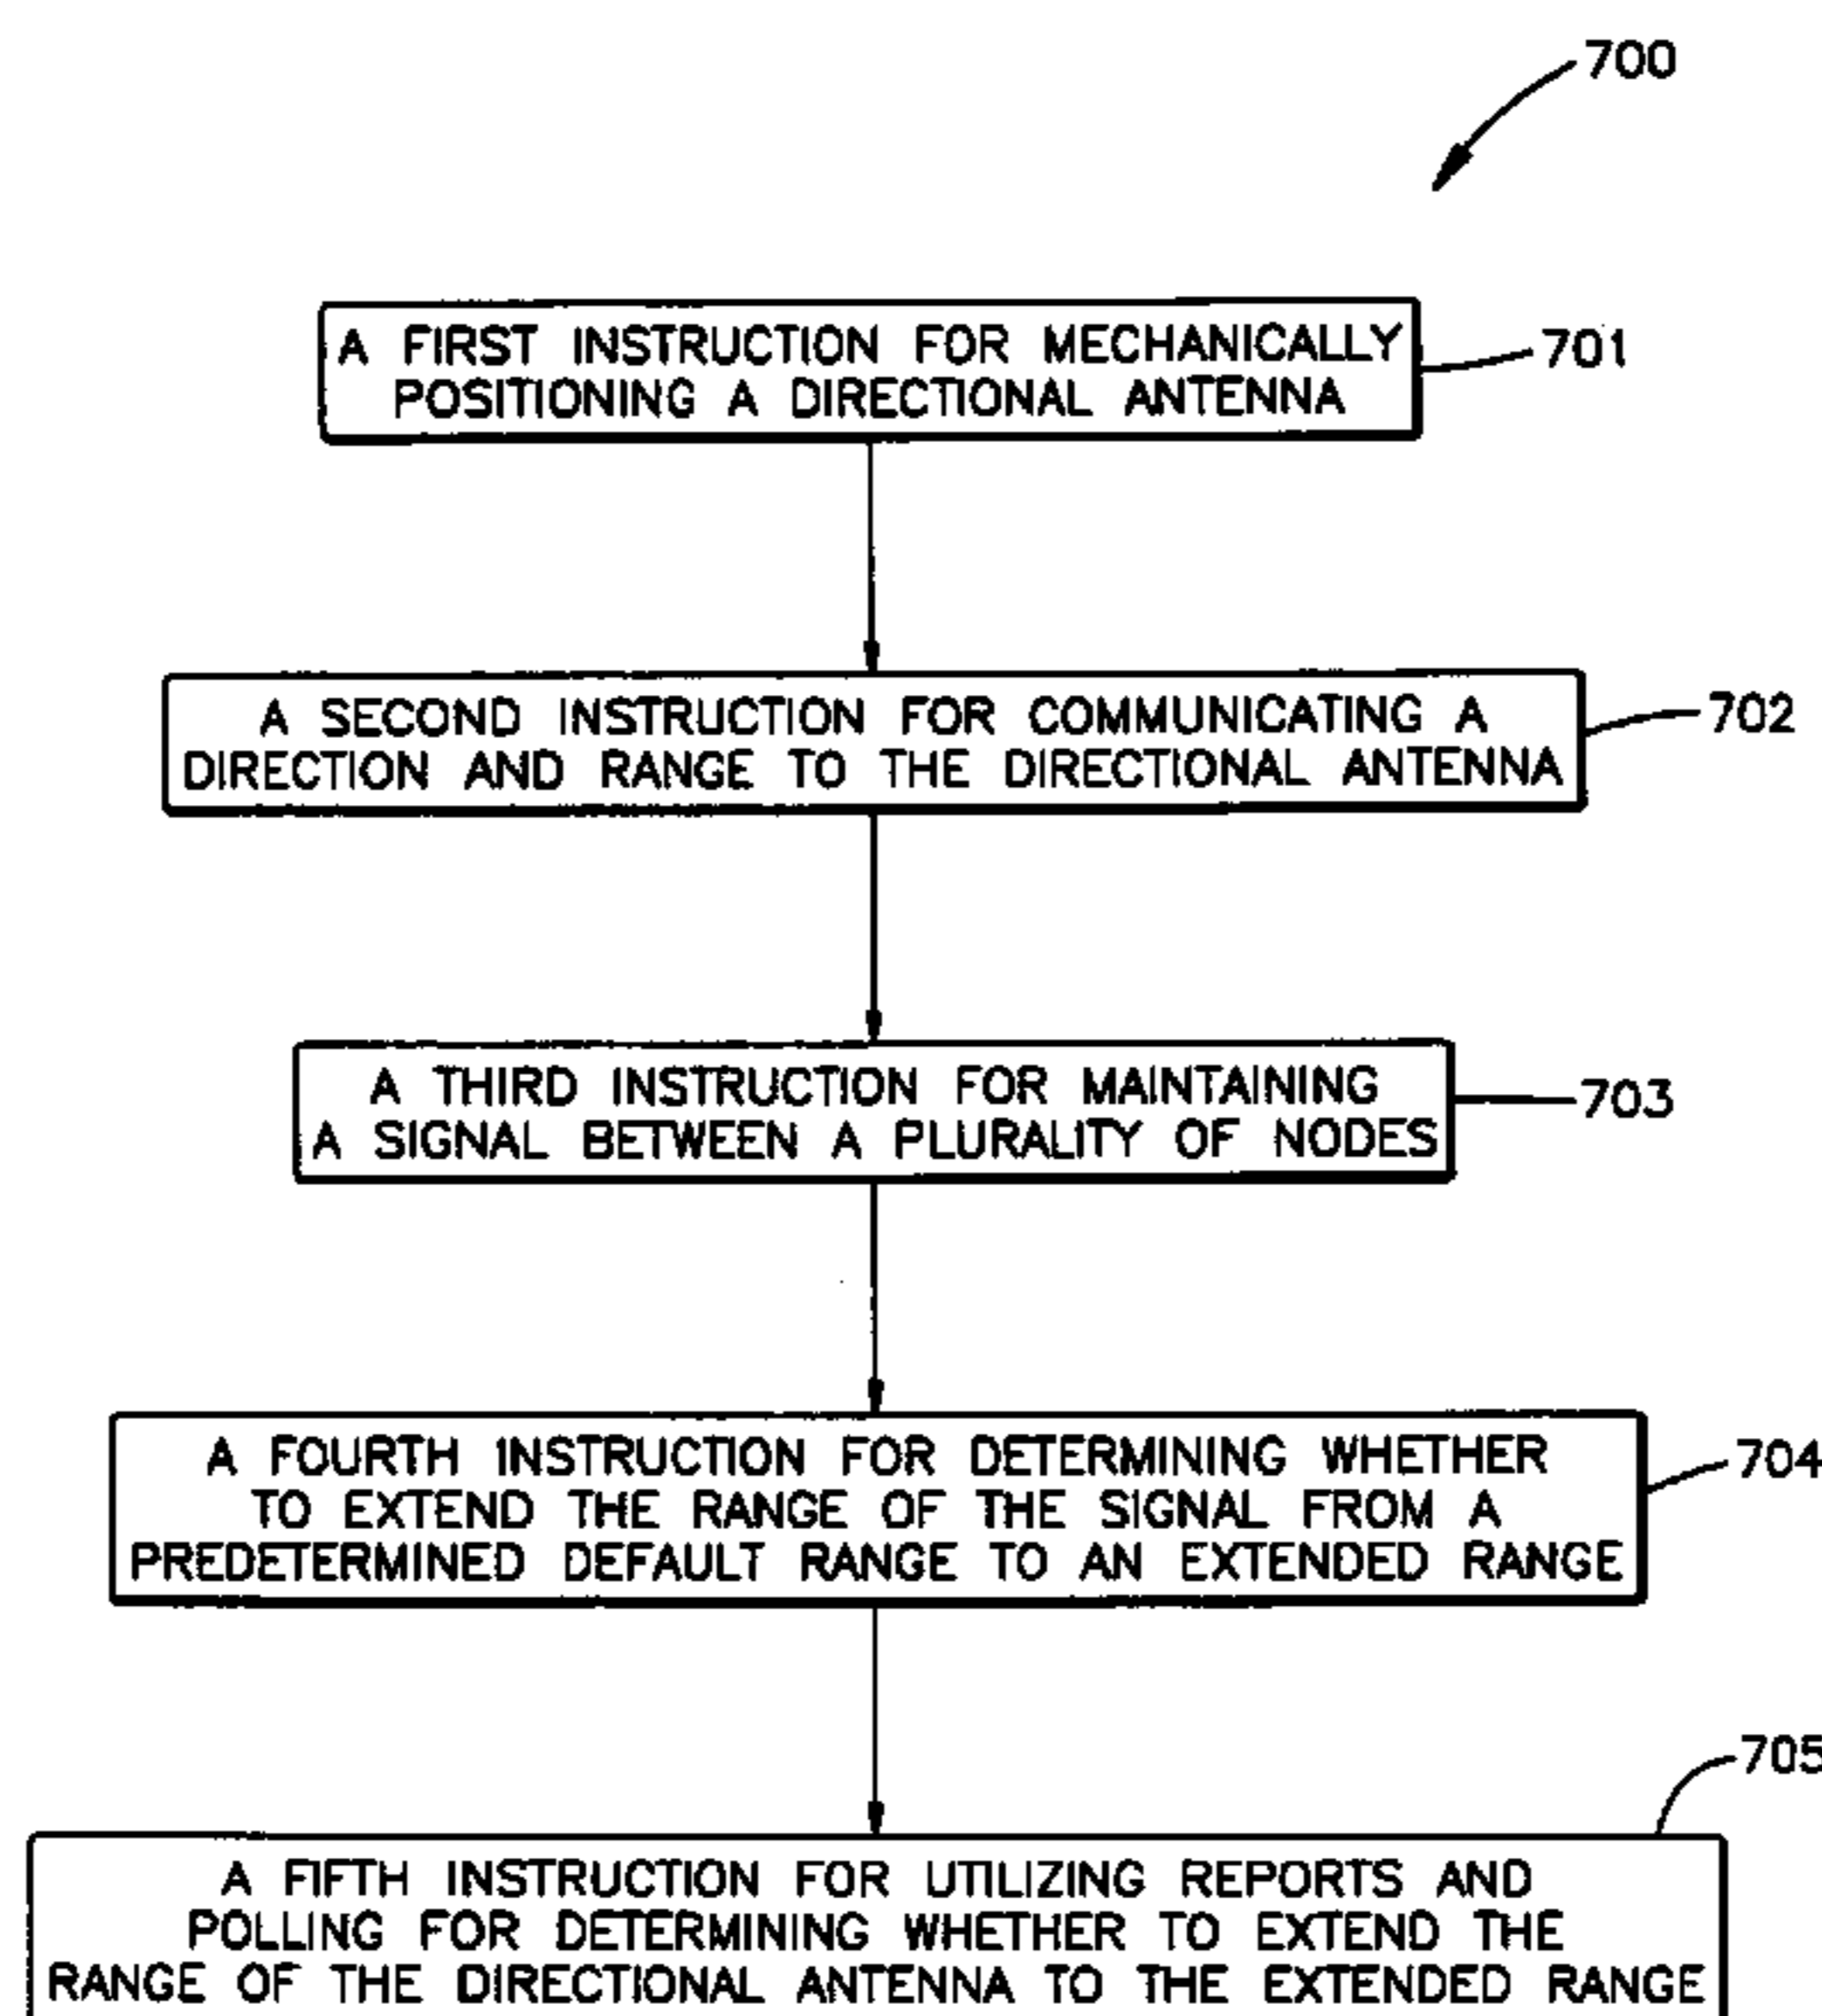 700
A FIRST INSTRUCTION FOR MECHANICALLY
POSITIONING A DIRECTIONAL ANTENNA
701
A SECOND INSTRUCTION FOR COMMUNICATING A
DIRECTION AND RANGE TO THE DIRECTIONAL ANTENNA
702
A THIRD INSTRUCTION FOR MAINTAINING
A SIGNAL BETWEEN A PLURALITY OF NODES
703
A FOURTH INSTRUCTION FOR DETERMINING WHETHER
TO EXTEND THE RANGE OF THE SIGNAL FROM A
PREDETERMINED DEFAULT RANGE TO AN EXTENDED RANGE
704
705
A FIFTH INSTRUCTION FOR UTILIZING REPORTS AND
POLLING FOR DETERMINING WHETHER TO EXTEND THE
RANGE OF THE DIRECTIONAL ANTENNA TO THE EXTENDED RANGE